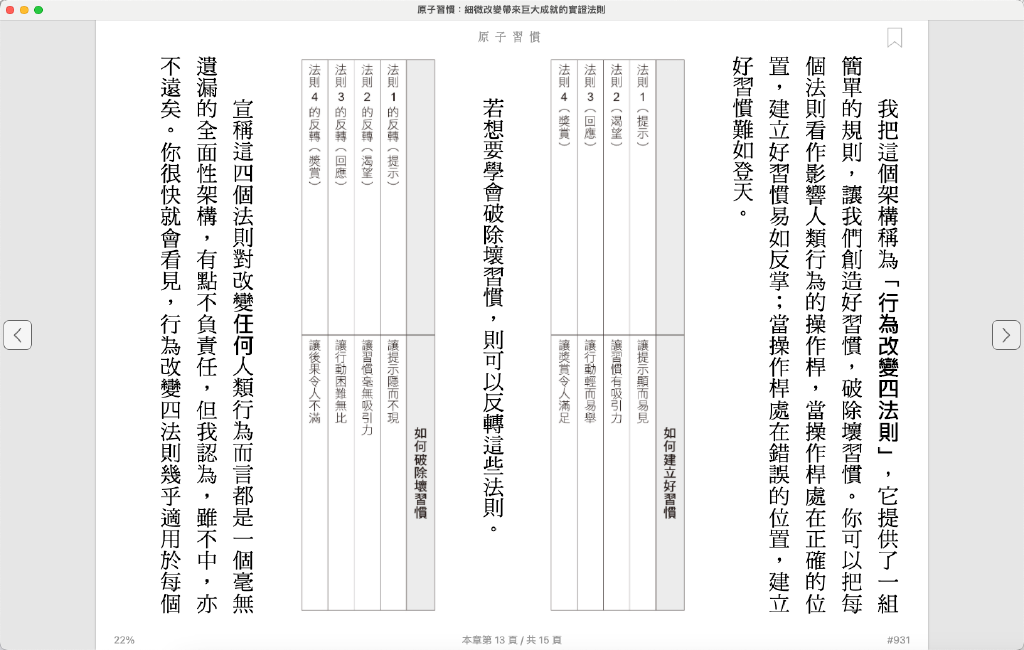 原子習慣：細微改變帶來巨大成就的實證法則
原子習慣
我把這個架構稱為「行為改變四法則」，它提供了一組
簡單的規則，讓我們創造好習慣，破除壞習慣。你可以把每
個法則看作影響人類行為的操作桿，當操作桿處在正確的位
置，建立好習慣易如反掌；當操作桿處在錯誤的位置，建立
好習慣難如登天。
如何建立好習慣
法則1（提示） 讓提示顯而易見
法則2（渴望） 讓習慣有吸引力
法則3（回應） 讓行動輕而易舉
法則4（獎賞） 讓獎賞令人滿足
若想要學會破除壞習慣，則可以反轉這些法則。
如何破除壞習慣
法則1的反轉（提示） 讓提示隱而不現
法則2的反轉（渴望） 讓習慣毫無吸引力
法則3的反轉（回應） 讓行動困難無比
法則4的反轉（獎賞） 讓後果令人不滿
宣稱這四個法則對改變任何人類行為而言都是一個毫無
遺漏的全面性架構，有點不負責任，但我認為，雖不中，亦
不遠矣。你很快就會看見，行為改變四法則幾乎適用於每個
22%
本章第 13 頁 / 共 15 頁
#931